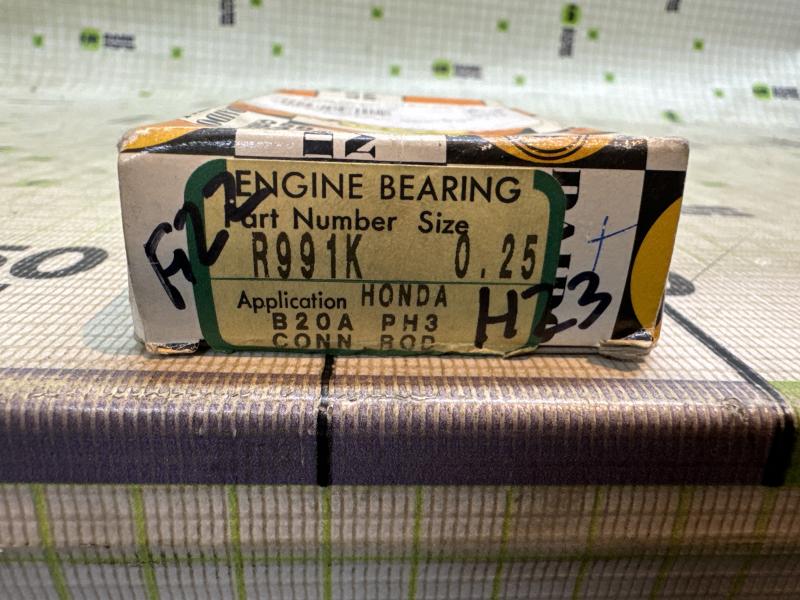 ENGINE BEARING
Part Number Size
R991K 0.25
Application HONDA
B20A PH3
CONN.ROD
F22
H23